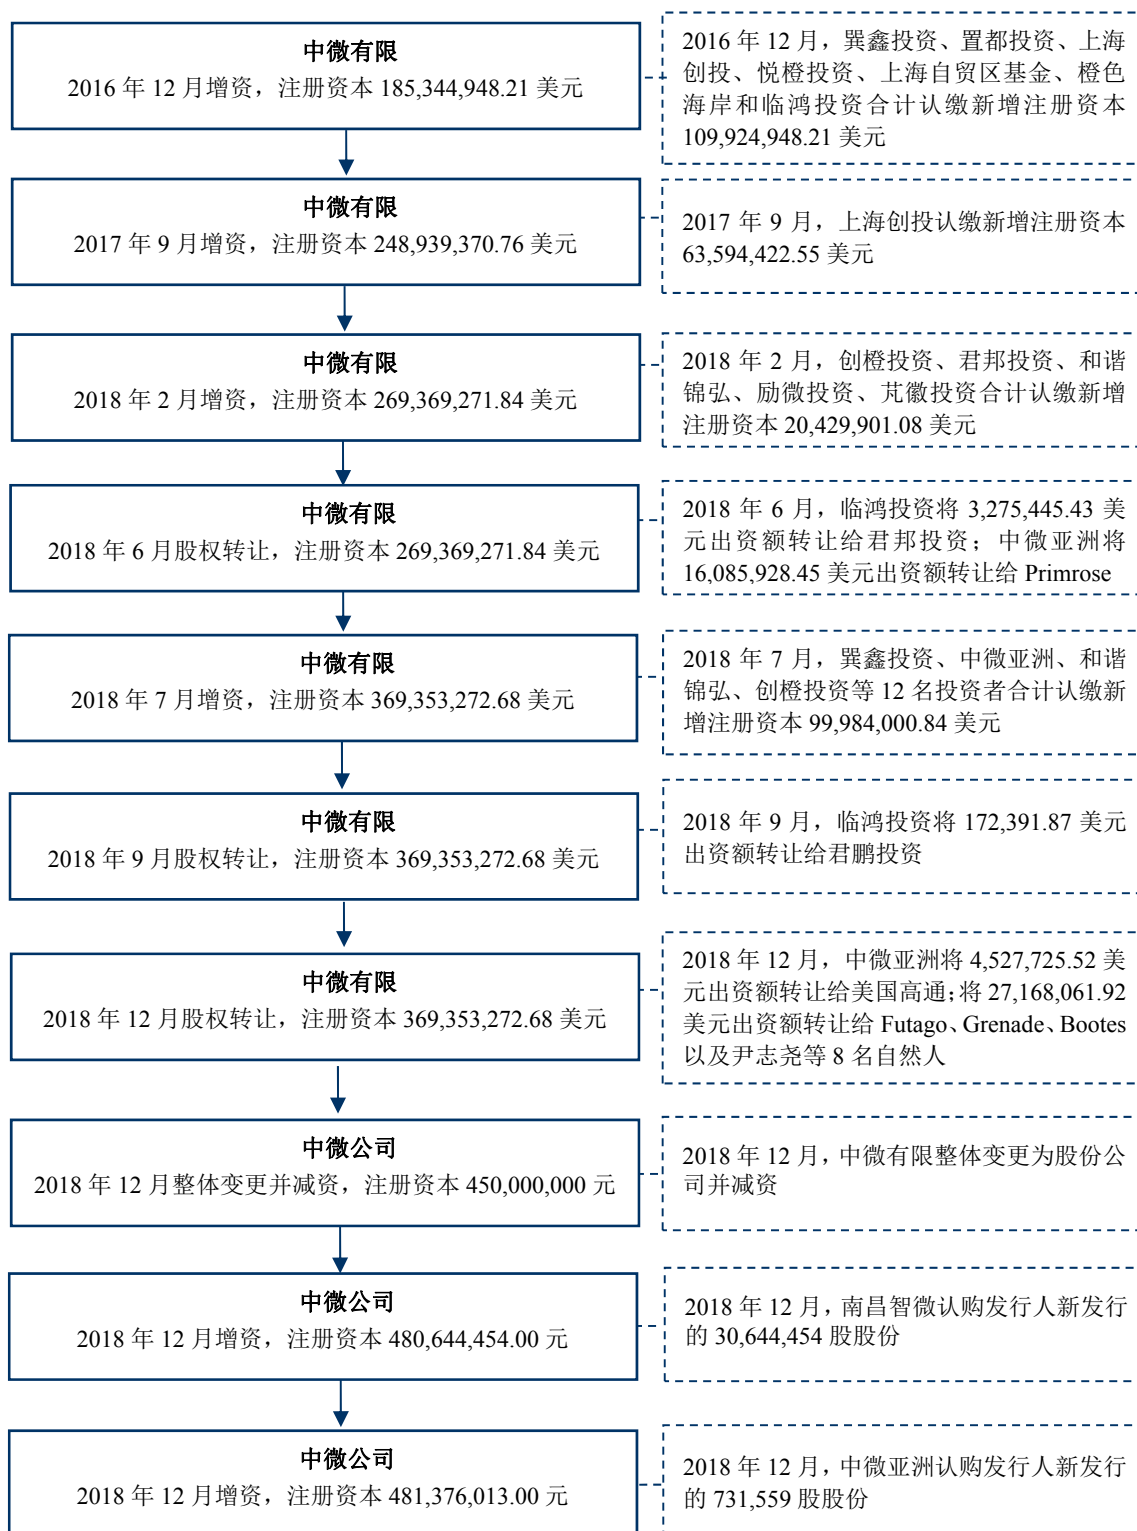 中微有限
2016 年 12 月增资，注册资本 185,344,948.21 美元
2016 年 12 月，巽鑫投资、置都投资、上海
创投、悦橙投资、上海自贸区基金、橙色
海岸和临鸿投资合计认缴新增注册资本
109,924,948.21 美元
中微有限
2017 年 9 月增资，注册资本 248,939,370.76 美元
2017 年 9 月，上海创投认缴新增注册资本
63,594,422.55 美元
中微有限
2018 年 2 月增资，注册资本 269,369,271.84 美元
2018 年 2 月，创橙投资、君邦投资、和谐
锦弘、励微投资、芃徽投资合计认缴新增
注册资本 20,429,901.08 美元
中微有限
2018 年 6 月股权转让，注册资本 269,369,271.84 美元
2018 年 6 月，临鸿投资将 3,275,445.43 美
元出资额转让给君邦投资；中微亚洲将
16,085,928.45 美元出资额转让给 Primrose
中微有限
2018 年 7 月增资，注册资本 369,353,272.68 美元
2018 年 7 月，巽鑫投资、中微亚洲、和谐
锦弘、创橙投资等 12 名投资者合计认缴新
增注册资本 99,984,000.84 美元
中微有限
2018 年 9 月股权转让，注册资本 369,353,272.68 美元
2018 年 9 月，临鸿投资将 172,391.87 美元
出资额转让给君鹏投资
中微有限
2018 年 12 月股权转让，注册资本 369,353,272.68 美元
2018 年 12 月，中微亚洲将 4,527,725.52 美
元出资额转让给美国高通；将 27,168,061.92
美元出资额转让给 Futago、Grenade、Bootes
以及尹志尧等 8 名自然人
中微公司
2018 年 12 月整体变更并减资，注册资本 450,000,000 元
2018 年 12 月，中微有限整体变更为股份公
司并减资
中微公司
2018 年 12 月增资，注册资本 480,644,454.00 元
2018 年 12 月，南昌智微认购发行人新发行
的 30,644,454 股股份
中微公司
2018 年 12 月增资，注册资本 481,376,013.00 元
2018 年 12 月，中微亚洲认购发行人新发行
的 731,559 股股份